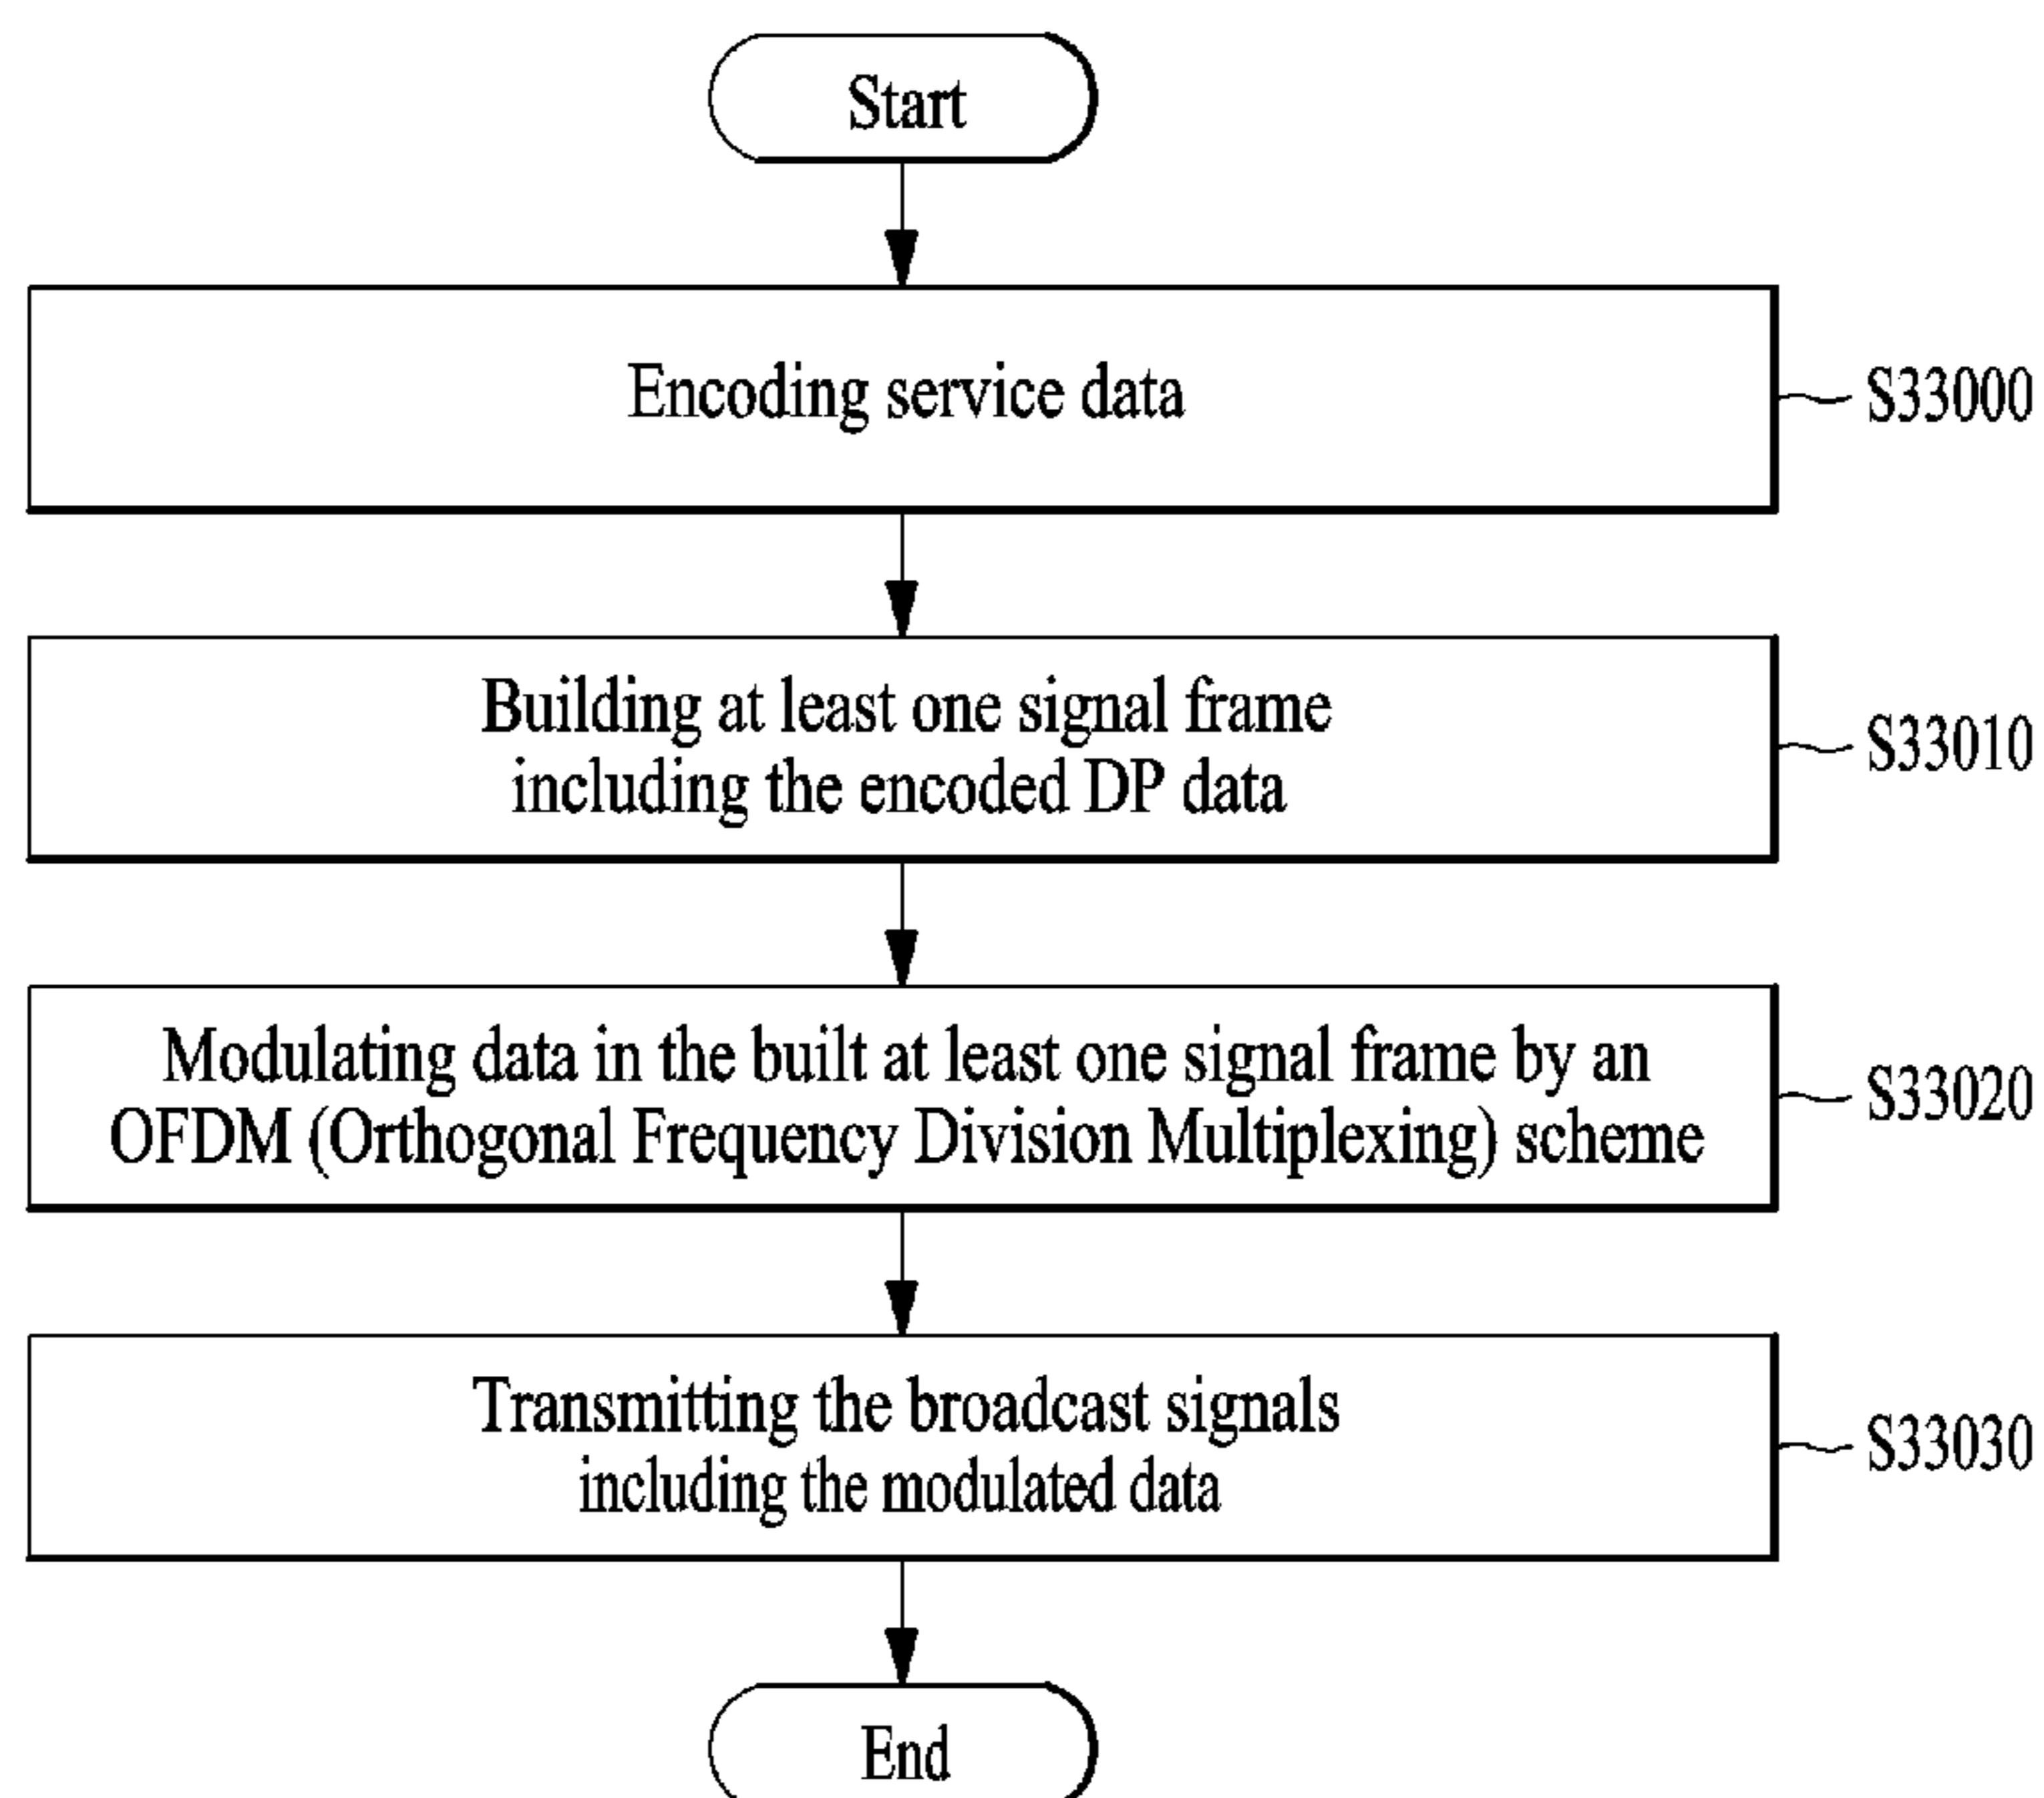 Start
Encoding service data
S33000
Building at least one signal frame
including the encoded DP data
S33010
Modulating data in the built at least one signal frame by an
OFDM (Orthogonal Frequency Division Multiplexing) scheme
S33020
Transmitting the broadcast signals
including the modulated data
S33030
End